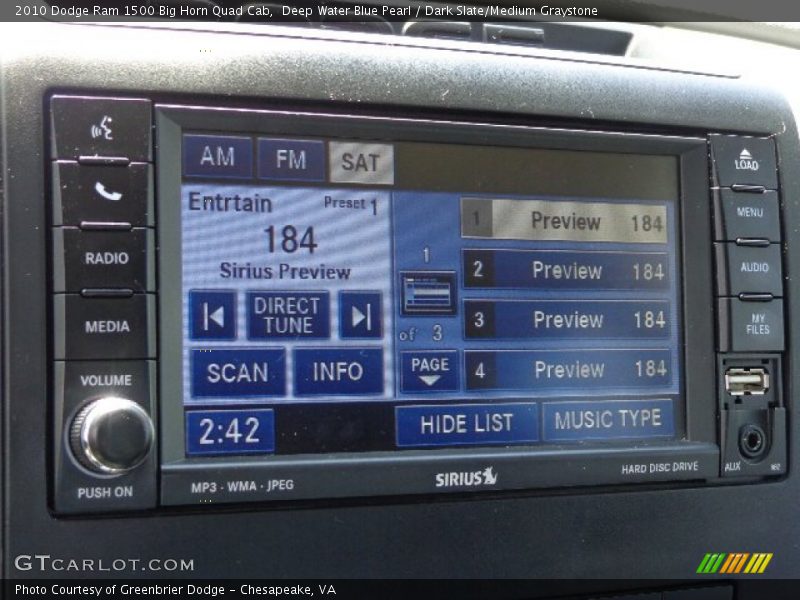 2010 Dodge Ram 1500 Big Horn Quad Cab,  Deep Water Blue Pearl / Dark Slate/Medium Graystone
AM
FM
SAT
LOAD
MENU
AUDIO
MY
FILES
RADIO
MEDIA
VOLUME
PUSH ON
Entrtain
Preset 1
184
Sirius Preview
DIRECT
TUNE
SCAN
INFO
2:42
1
of 3
PAGE
1 Preview 184
2 Preview 184
3 Preview 184
4 Preview 184
HIDE LIST
MUSIC TYPE
MP3 · WMA · JPEG
SIRIUS
HARD DISC DRIVE
AUX
GTCARLOT.COM
Photo Courtesy of Greenbrier Dodge - Chesapeake, VA